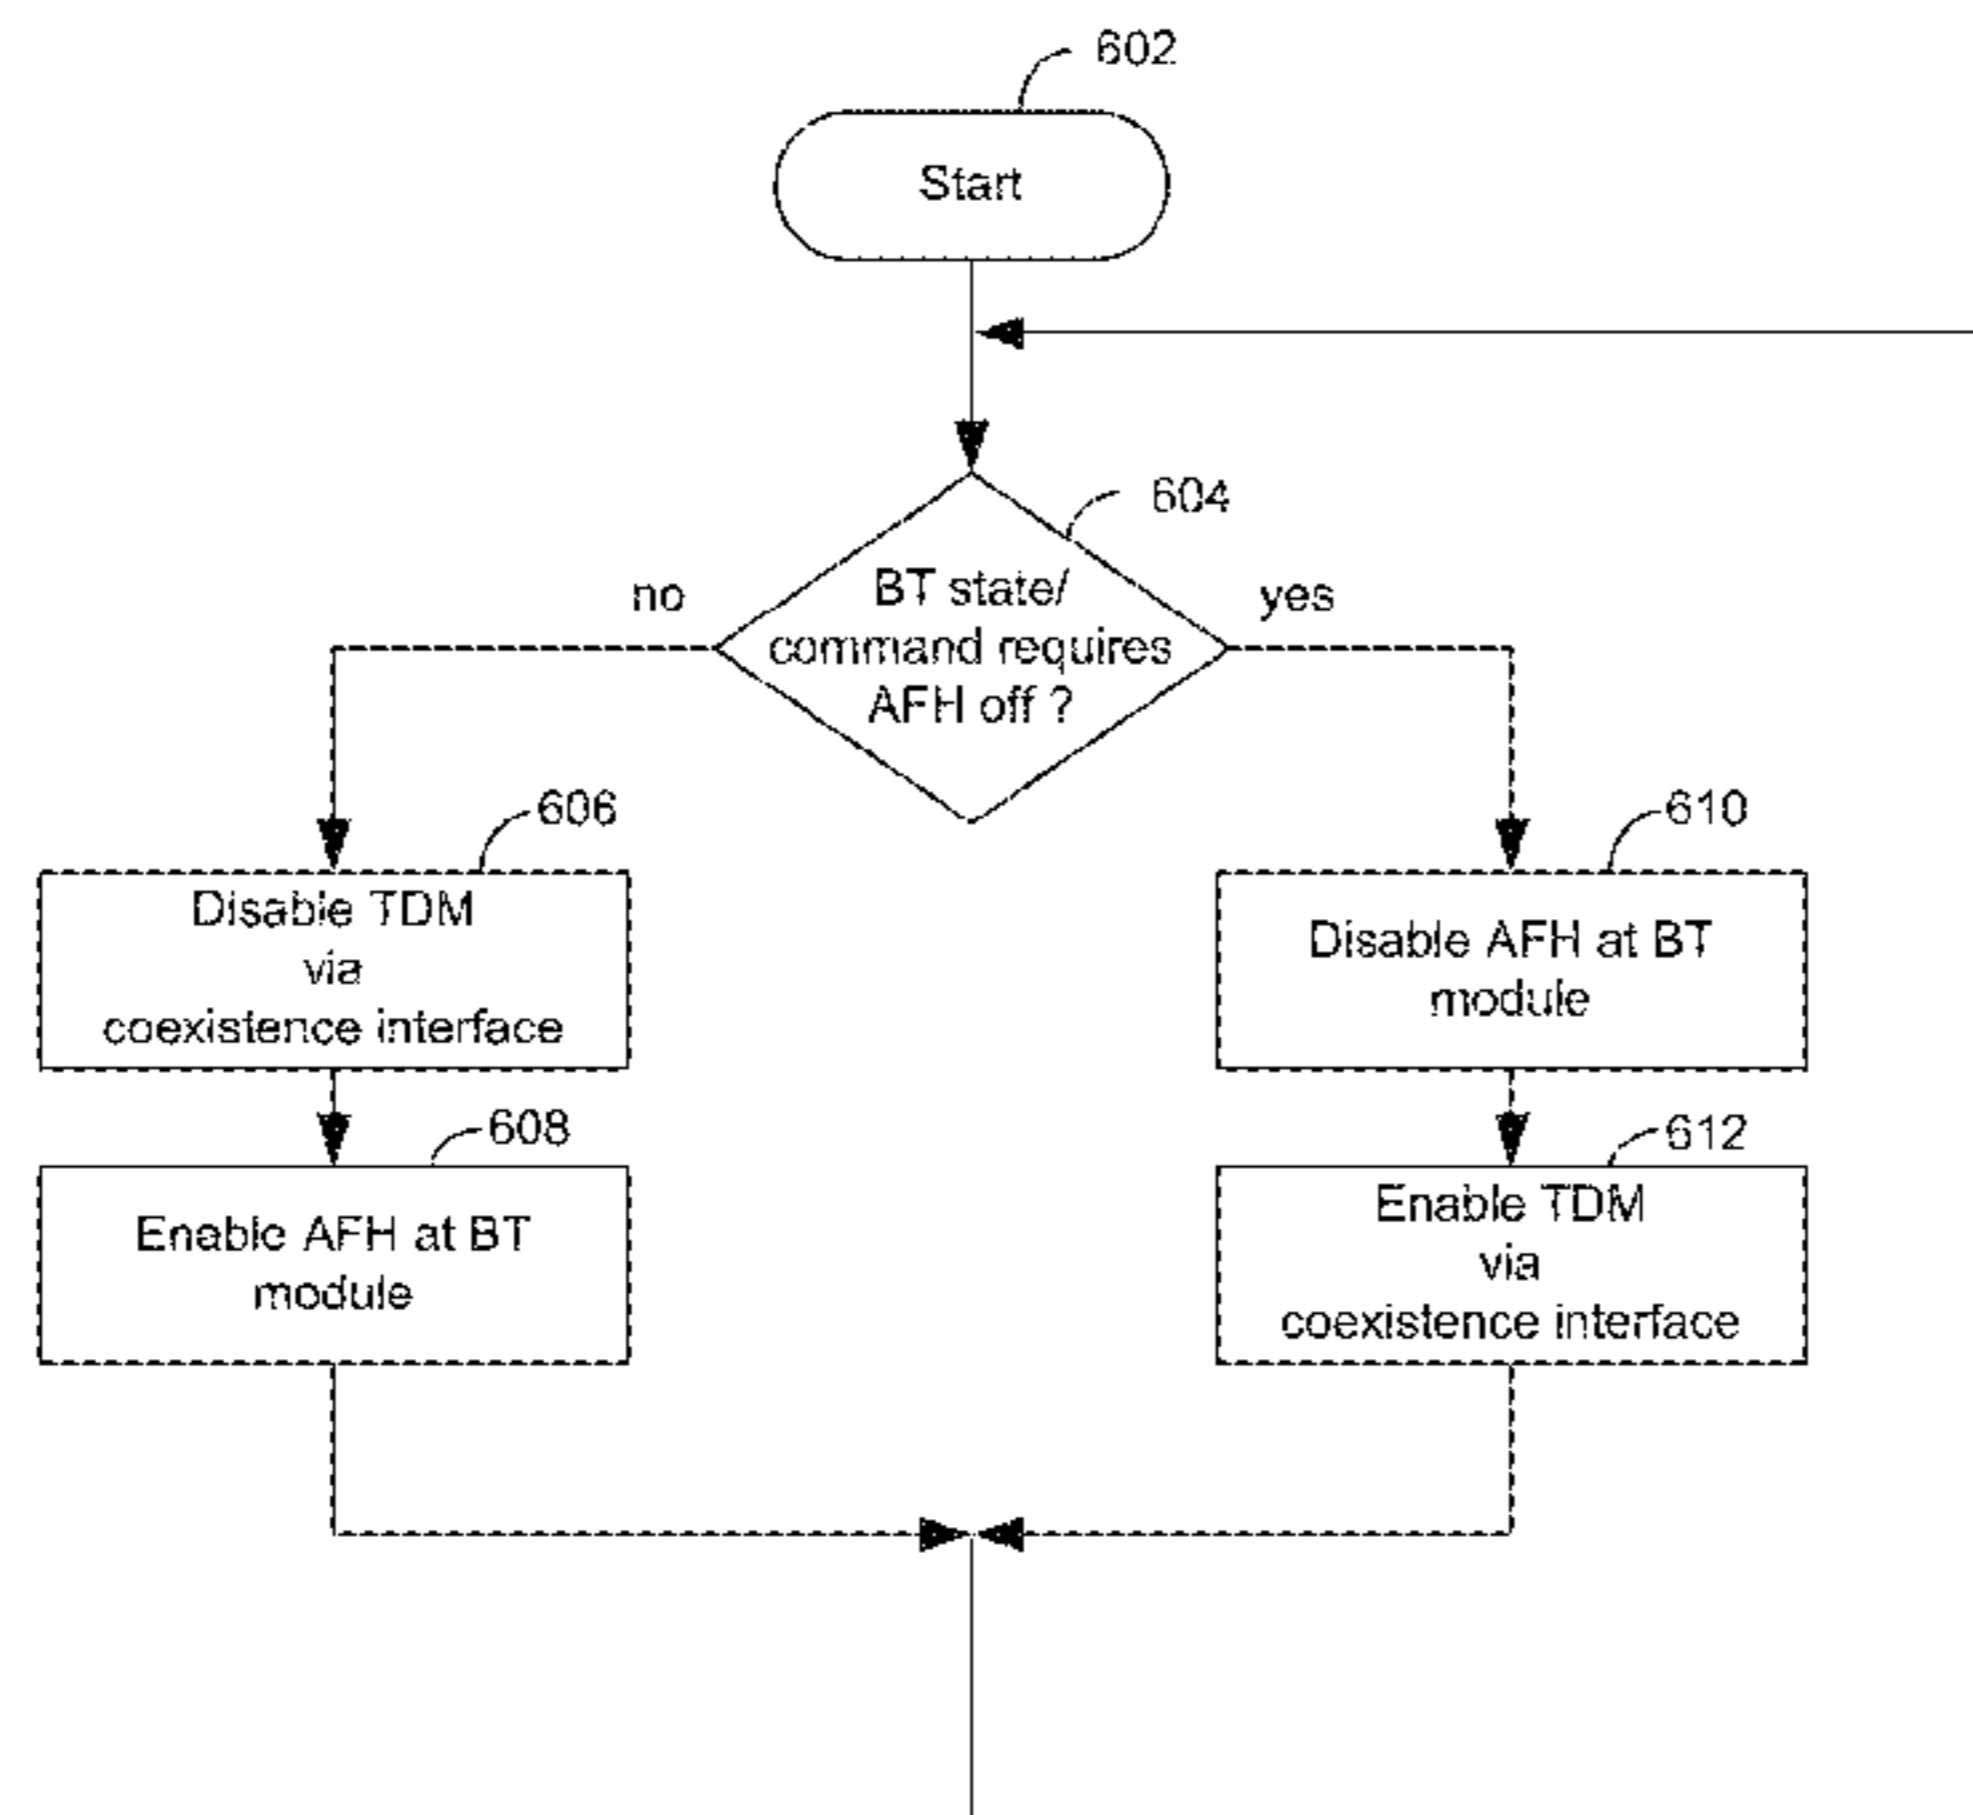 602
Start
604
BT state/
command requires
AFH off ?
no
yes
606
Disable TDM
via
coexistence interface
608
Enable AFH at BT
module
610
Disable AFH at BT
module
612
Enable TDM
via
coexistence interface